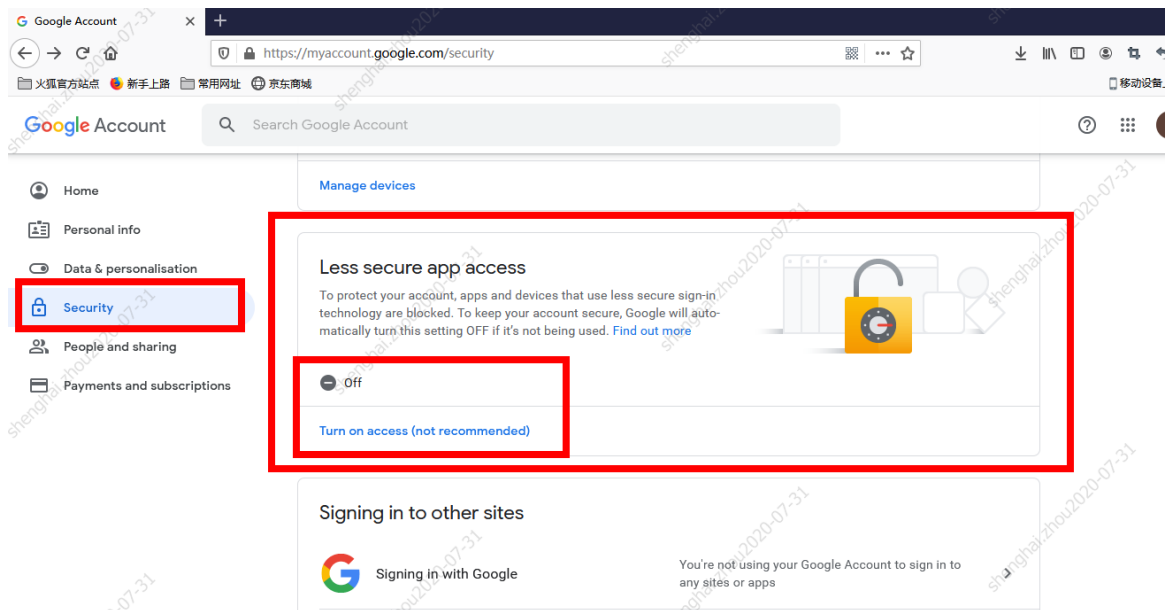 Google Account
https://myaccount.google.com/security
火狐官方站点 新手上路 常用网址 京东商城
Google Account
Search Google Account
Home
Personal info
Data & personalisation
Security
People and sharing
Payments and subscriptions
Manage devices
Less secure app access
To protect your account, apps and devices that use less secure sign-in
technology are blocked. To keep your account secure, Google will auto-
matically turn this setting OFF if it's not being used. Find out more
Off
Turn on access (not recommended)
Signing in to other sites
Signing in with Google
You're not using your Google Account to sign in to
any sites or apps
shenghai.zhou2020-07-31